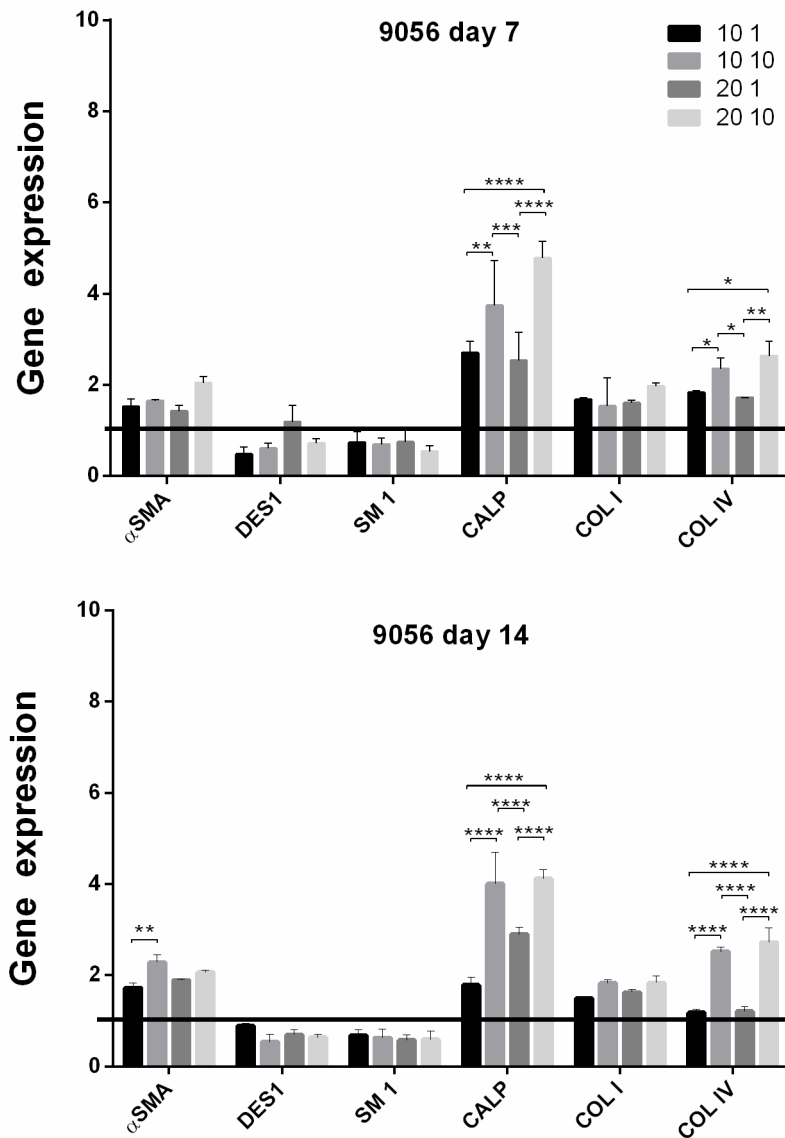 9056 day 7
10 1
10 10
20 1
20 10
Gene expression
10
8
6
4
2
0
****
****
***
**
*
**
*
*
αSMA
DES1
SM 1
CALP
COL I
COL IV
9056 day 14
Gene expression
10
8
6
4
2
0
****
****
****
****
****
****
****
****
**
αSMA
DES1
SM 1
CALP
COL I
COL IV